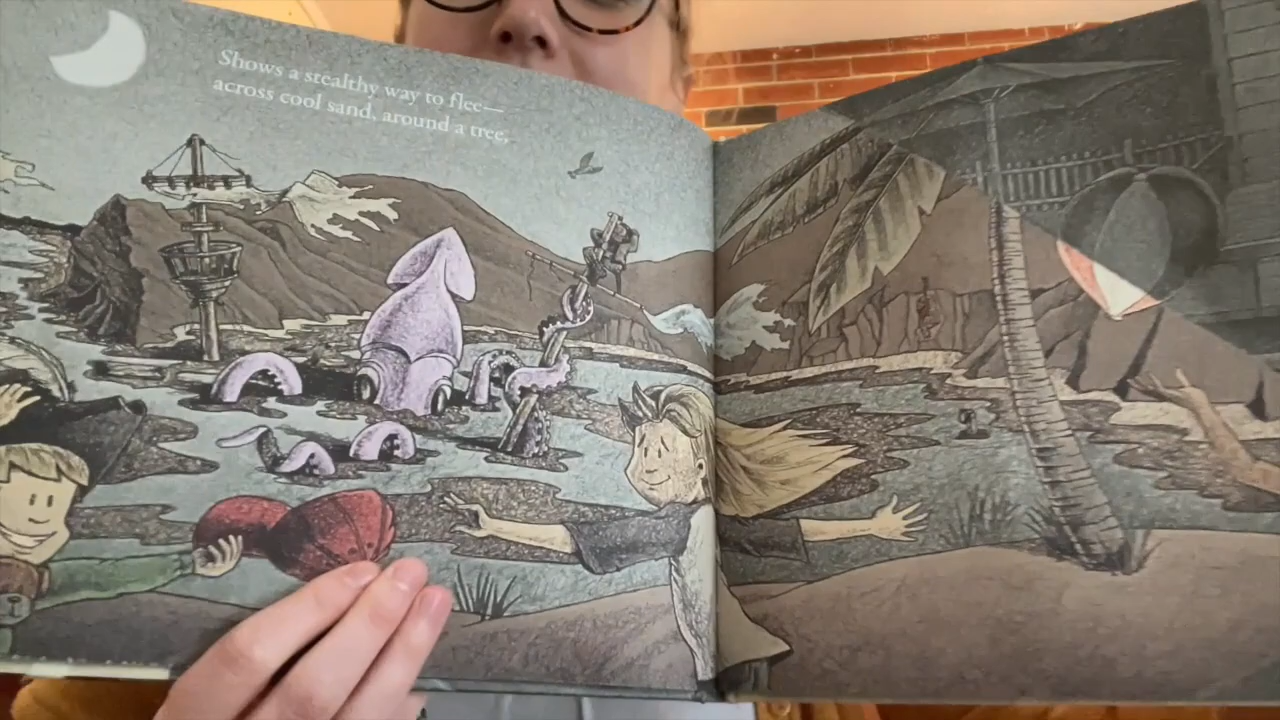 Shows a stealthy way to flee—
across cool sand, around a tree,